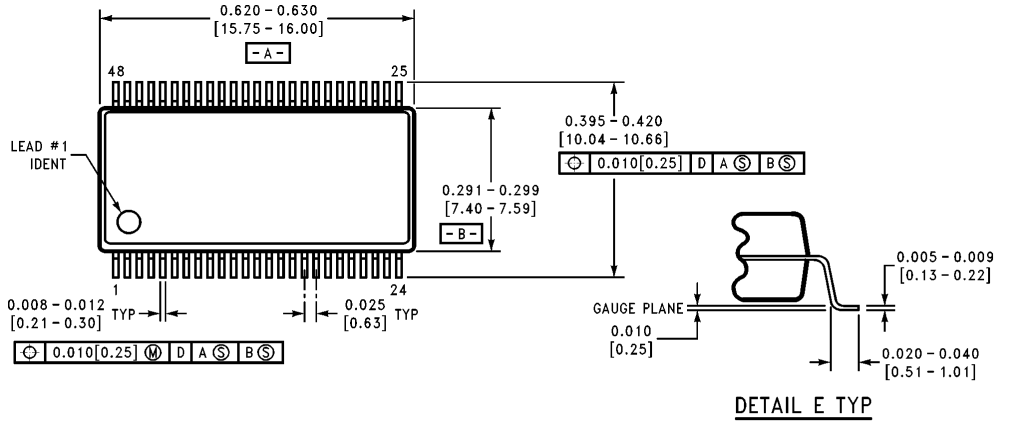 0.620 – 0.630
[15.75 – 16.00]
– A –
48
25
LEAD #1
IDENT
0.395 – 0.420
[10.04 – 10.66]
⌖ 0.010[0.25] D A Ⓢ B Ⓢ
0.291 – 0.299
[7.40 – 7.59]
– B –
1
24
0.008 – 0.012
[0.21 – 0.30] TYP
0.025
[0.63] TYP
⌖ 0.010[0.25] Ⓜ D A Ⓢ B Ⓢ
0.005 – 0.009
[0.13 – 0.22]
GAUGE PLANE
0.010
[0.25]
0.020 – 0.040
[0.51 – 1.01]
DETAIL E TYP